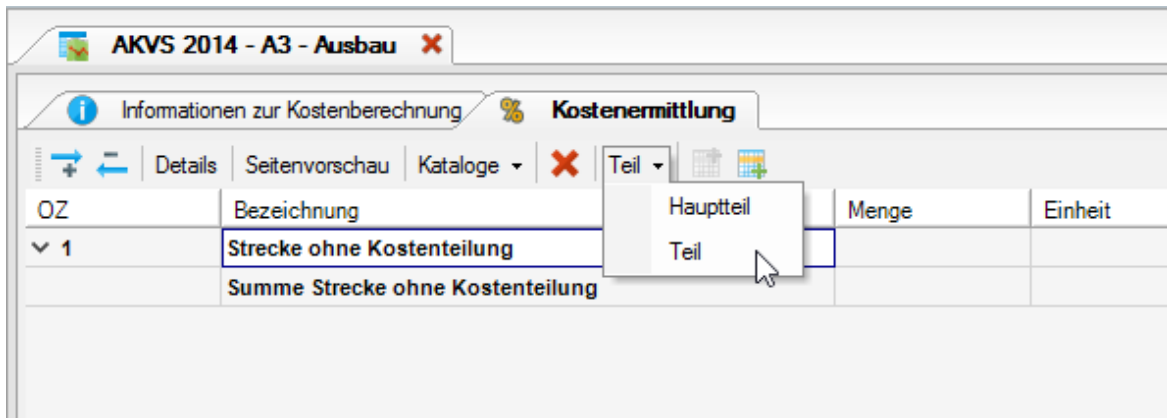 AKVS 2014 - A3 - Ausbau
Informationen zur Kostenberechnung Kostenermittlung
Details Seitenvorschau Kataloge Teil
Hauptteil
Teil
OZ Bezeichnung Menge Einheit
1 Strecke ohne Kostenteilung
Summe Strecke ohne Kostenteilung